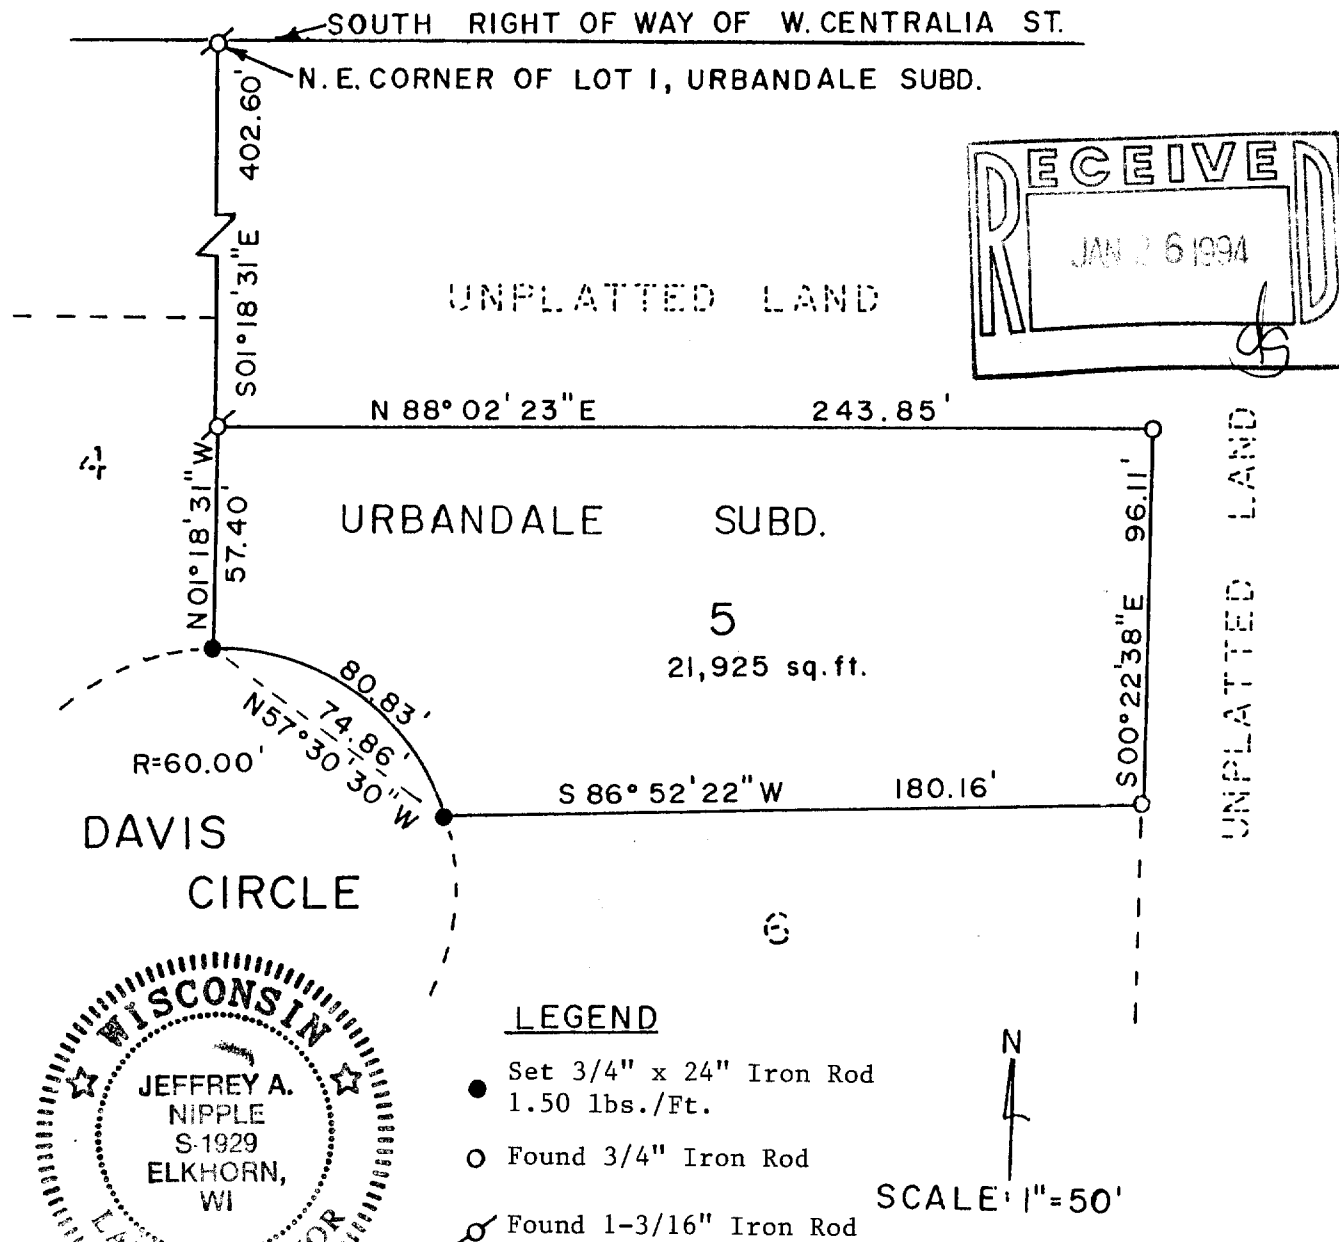 SOUTH RIGHT OF WAY OF W. CENTRALIA ST.
N.E. CORNER OF LOT 1, URBANDALE SUBD.
402.60'
S01°18'31"E
RECEIVED
JAN 26 1994
UNPLATTED LAND
N 88°02'23"E 243.85'
4
N01°18'31"W
57.40'
URBANDALE SUBD.
5
21,925 sq.ft.
96.11'
S00°22'38"E
UNPLATTED LAND
80.83'
74.86'
N57°30'30"W
R=60.00'
S 86°52'22"W 180.16'
DAVIS
CIRCLE
6
WISCONSIN
JEFFREY A.
NIPPLE
S-1929
ELKHORN,
WI
LEGEND
Set 3/4" x 24" Iron Rod
1.50 lbs./Ft.
Found 3/4" Iron Rod
Found 1-3/16" Iron Rod
N
SCALE: 1"=50'